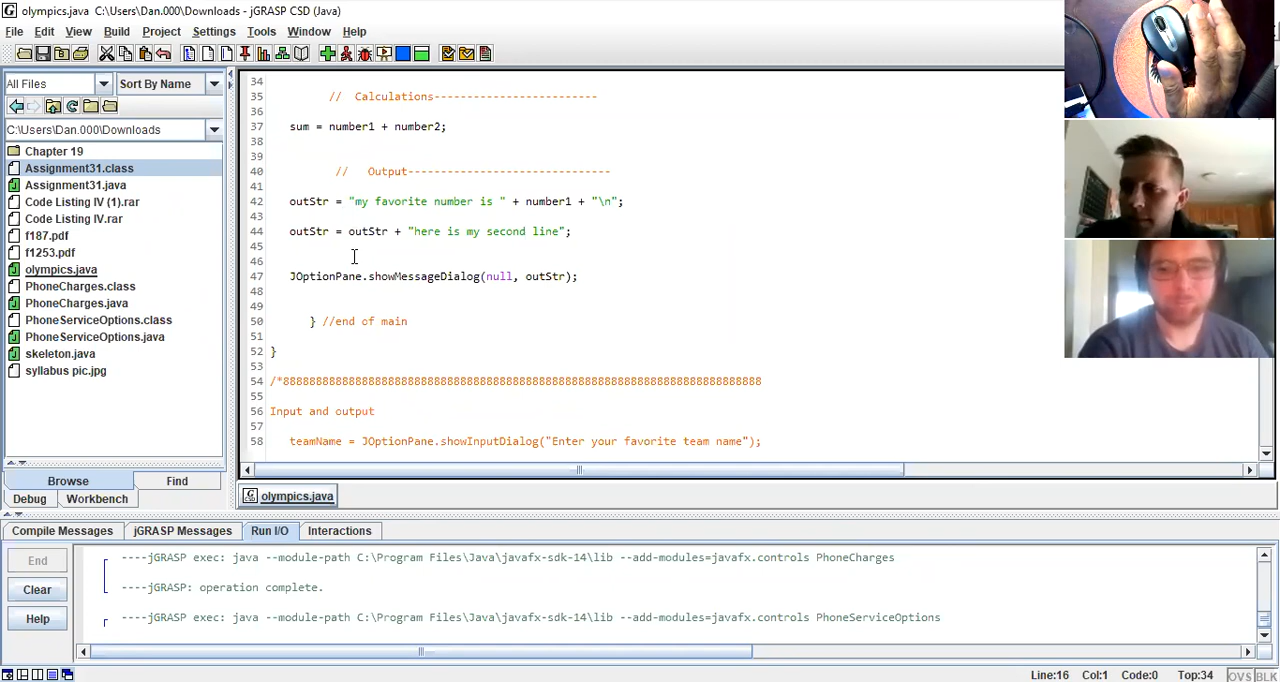 olympics.java C:\Users\Dan.000\Downloads - jGRASP CSD (Java)
File Edit View Build Project Settings Tools Window Help
All Files Sort By Name
C:\Users\Dan.000\Downloads
Chapter 19
Assignment31.class
Assignment31.java
Code Listing IV (1).rar
Code Listing IV.rar
f187.pdf
f1253.pdf
olympics.java
PhoneCharges.class
PhoneCharges.java
PhoneServiceOptions.class
PhoneServiceOptions.java
skeleton.java
syllabus pic.jpg
Browse Find
Debug Workbench
34
35 // Calculations-------------------------
36
37 sum = number1 + number2;
38
39
40 // Output-------------------------------
41
42 outStr = "my favorite number is " + number1 + "\n";
43
44 outStr = outStr + "here is my second line";
45
46
47 JOptionPane.showMessageDialog(null, outStr);
48
49
50 } //end of main
51
52 }
53
54 /*8888888888888888888888888888888888888888888888888888888888888888888888888
55
56 Input and output
57
58 teamName = JOptionPane.showInputDialog("Enter your favorite team name");
olympics.java
Compile Messages jGRASP Messages Run I/O Interactions
End
Clear
Help
----jGRASP exec: java --module-path C:\Program Files\Java\javafx-sdk-14\lib --add-modules=javafx.controls PhoneCharges
----jGRASP: operation complete.
----jGRASP exec: java --module-path C:\Program Files\Java\javafx-sdk-14\lib --add-modules=javafx.controls PhoneServiceOptions
Line:16 Col:1 Code:0 Top:34 OVS BLK